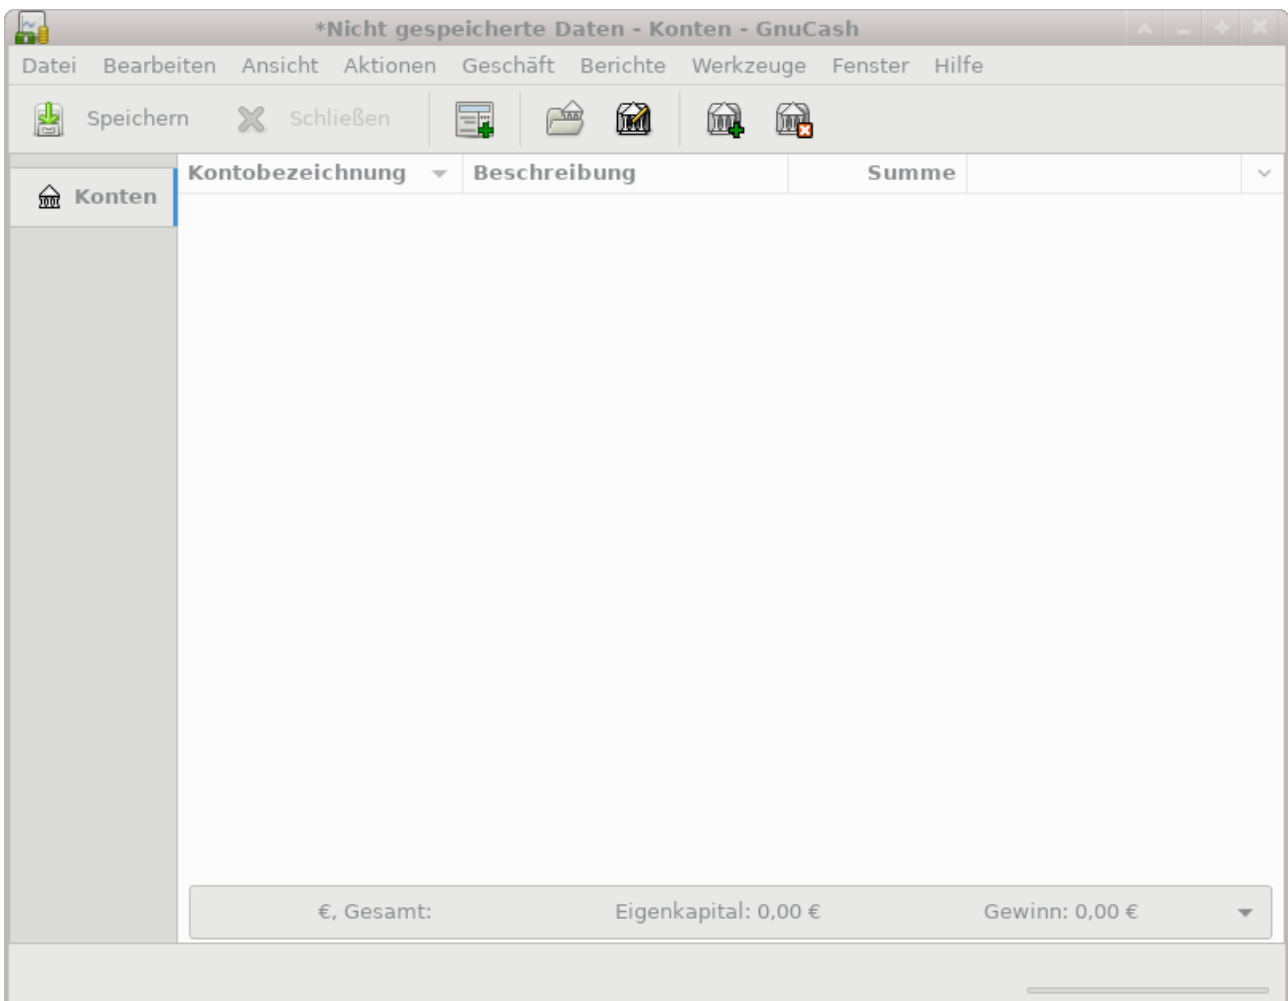 *Nicht gespeicherte Daten - Konten - GnuCash
Datei Bearbeiten Ansicht Aktionen Geschäft Berichte Werkzeuge Fenster Hilfe
Speichern Schließen
Kontobezeichnung Beschreibung Summe
Konten
€, Gesamt: Eigenkapital: 0,00 € Gewinn: 0,00 €